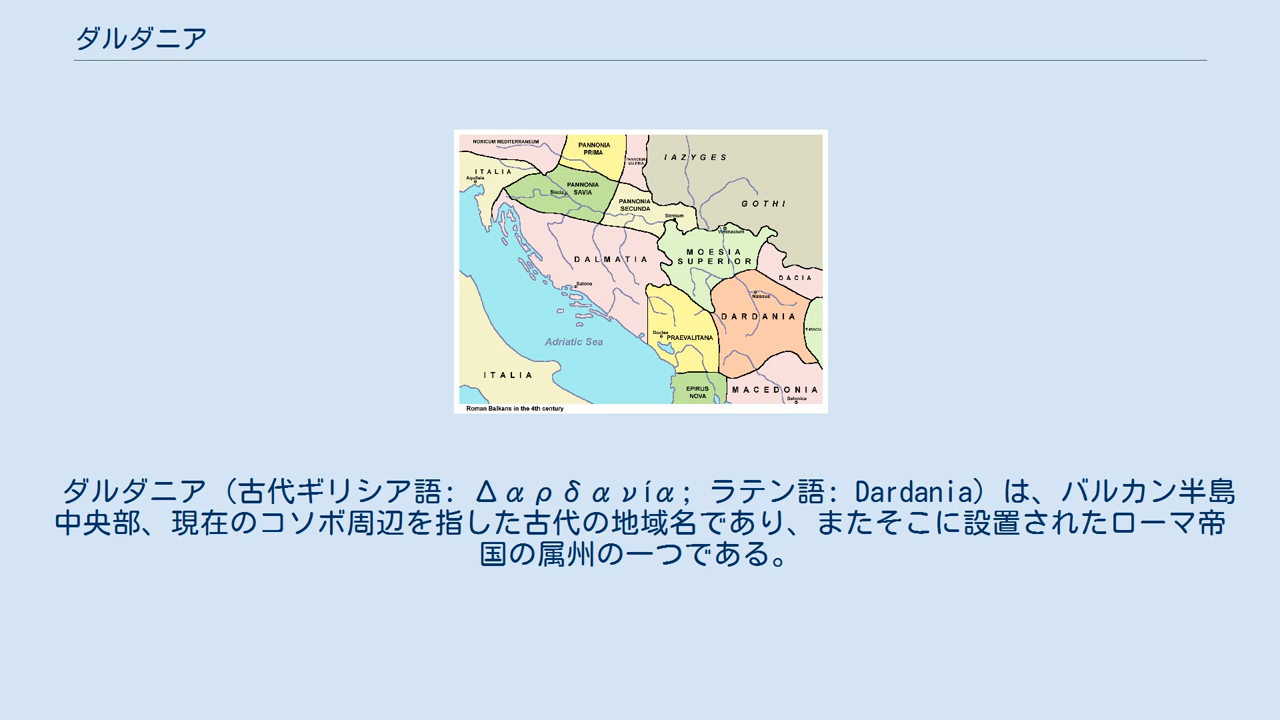 ダルダニア
NORICUM MEDITERRANEUM
PANNONIA
PRIMA
IAZYGES
ITALIA
Aquileia
PANNONIA
SAVIA
Siscia
PANNONIA
SECUNDA
Sirmium
GOTHI
Viminacium
MOESIA
SUPERIOR
DALMATIA
DACIA
Salona
Naissus
DARDANIA
Doclea
PRAEVALITANA
Adriatic Sea
ITALIA
EPIRUS
NOVA
MACEDONIA
Salonica
Roman Balkans in the 4th century
ダルダニア（古代ギリシア語: Δαρδανία; ラテン語: Dardania）は、バルカン半島
中央部、現在のコソボ周辺を指した古代の地域名であり、またそこに設置されたローマ帝
国の属州の一つである。